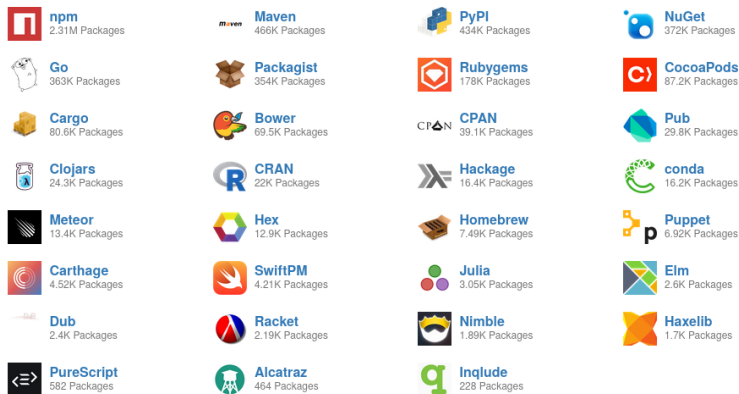 npm
2.31M Packages
maven
Maven
466K Packages
PyPI
434K Packages
NuGet
372K Packages
Go
363K Packages
Packagist
354K Packages
Rubygems
178K Packages
CocoaPods
87.2K Packages
Cargo
80.6K Packages
Bower
69.5K Packages
CPAN
CPAN
39.1K Packages
Pub
29.8K Packages
Clojars
24.3K Packages
R
CRAN
22K Packages
Hackage
16.4K Packages
conda
16.2K Packages
Meteor
13.4K Packages
Hex
12.9K Packages
Homebrew
7.49K Packages
p
Puppet
6.92K Packages
Carthage
4.52K Packages
SwiftPM
4.21K Packages
Julia
3.05K Packages
Elm
2.6K Packages
Dub
2.4K Packages
Racket
2.19K Packages
Nimble
1.89K Packages
Haxelib
1.7K Packages
PureScript
582 Packages
Alcatraz
464 Packages
q
Inqlude
228 Packages